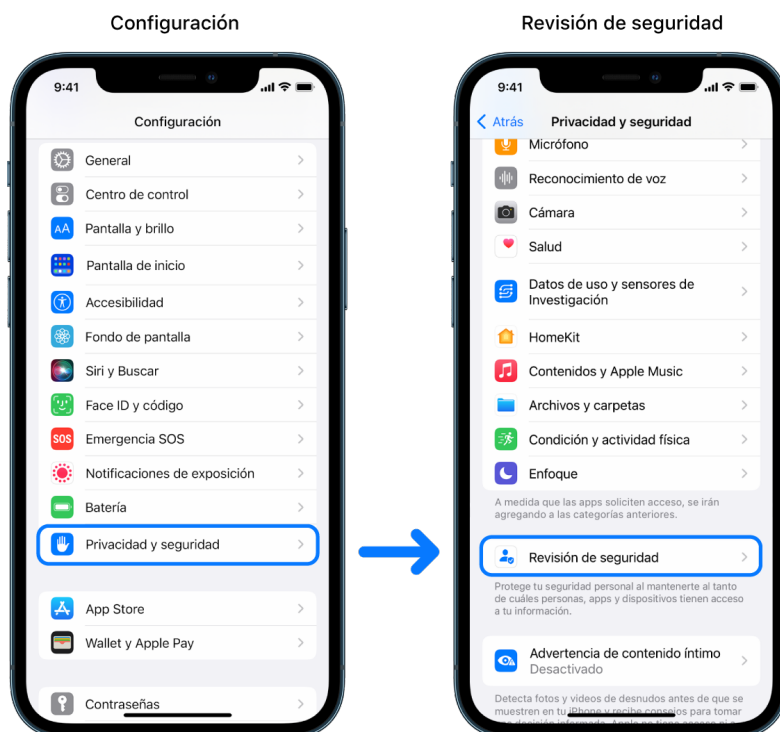 Configuración
9:41
Configuración
General
Centro de control
AA Pantalla y brillo
Pantalla de inicio
Accesibilidad
Fondo de pantalla
Siri y Buscar
Face ID y código
SOS Emergencia SOS
Notificaciones de exposición
Batería
Privacidad y seguridad
App Store
Wallet y Apple Pay
Contraseñas
Revisión de seguridad
9:41
Atrás Privacidad y seguridad
Micrófono
Reconocimiento de voz
Cámara
Salud
Datos de uso y sensores de
Investigación
HomeKit
Contenidos y Apple Music
Archivos y carpetas
Condición y actividad física
Enfoque
A medida que las apps soliciten acceso, se irán
agregando a las categorías anteriores.
Revisión de seguridad
Protege tu seguridad personal al mantenerte al tanto
de cuáles personas, apps y dispositivos tienen acceso
a tu información.
Advertencia de contenido íntimo
Desactivado
Detecta fotos y videos de desnudos antes de que se
muestren en tu iPhone y recibe consejos para tomar